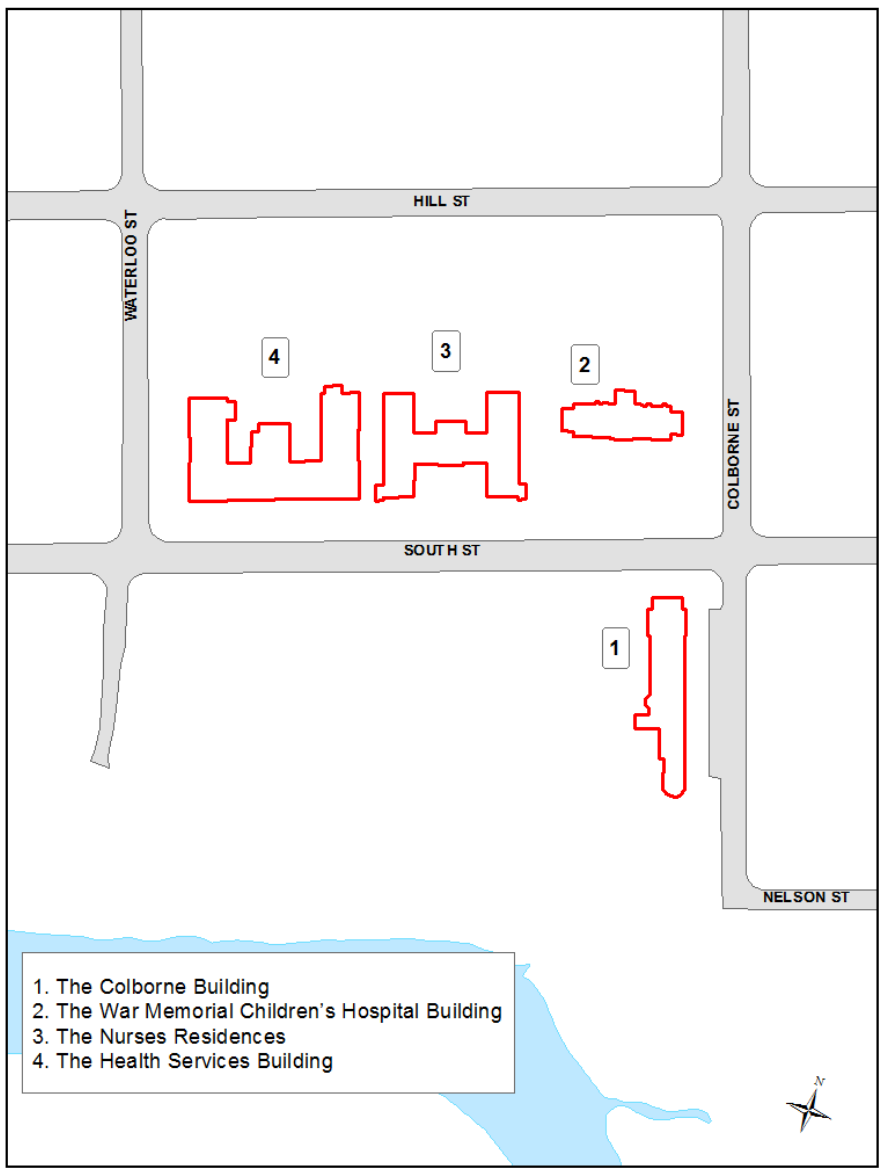 HILL ST
WATERLOO ST
4
3
2
COLBORNE ST
SOUTH ST
1
NELSON ST
1. The Colborne Building
2. The War Memorial Children’s Hospital Building
3. The Nurses Residences
4. The Health Services Building
N